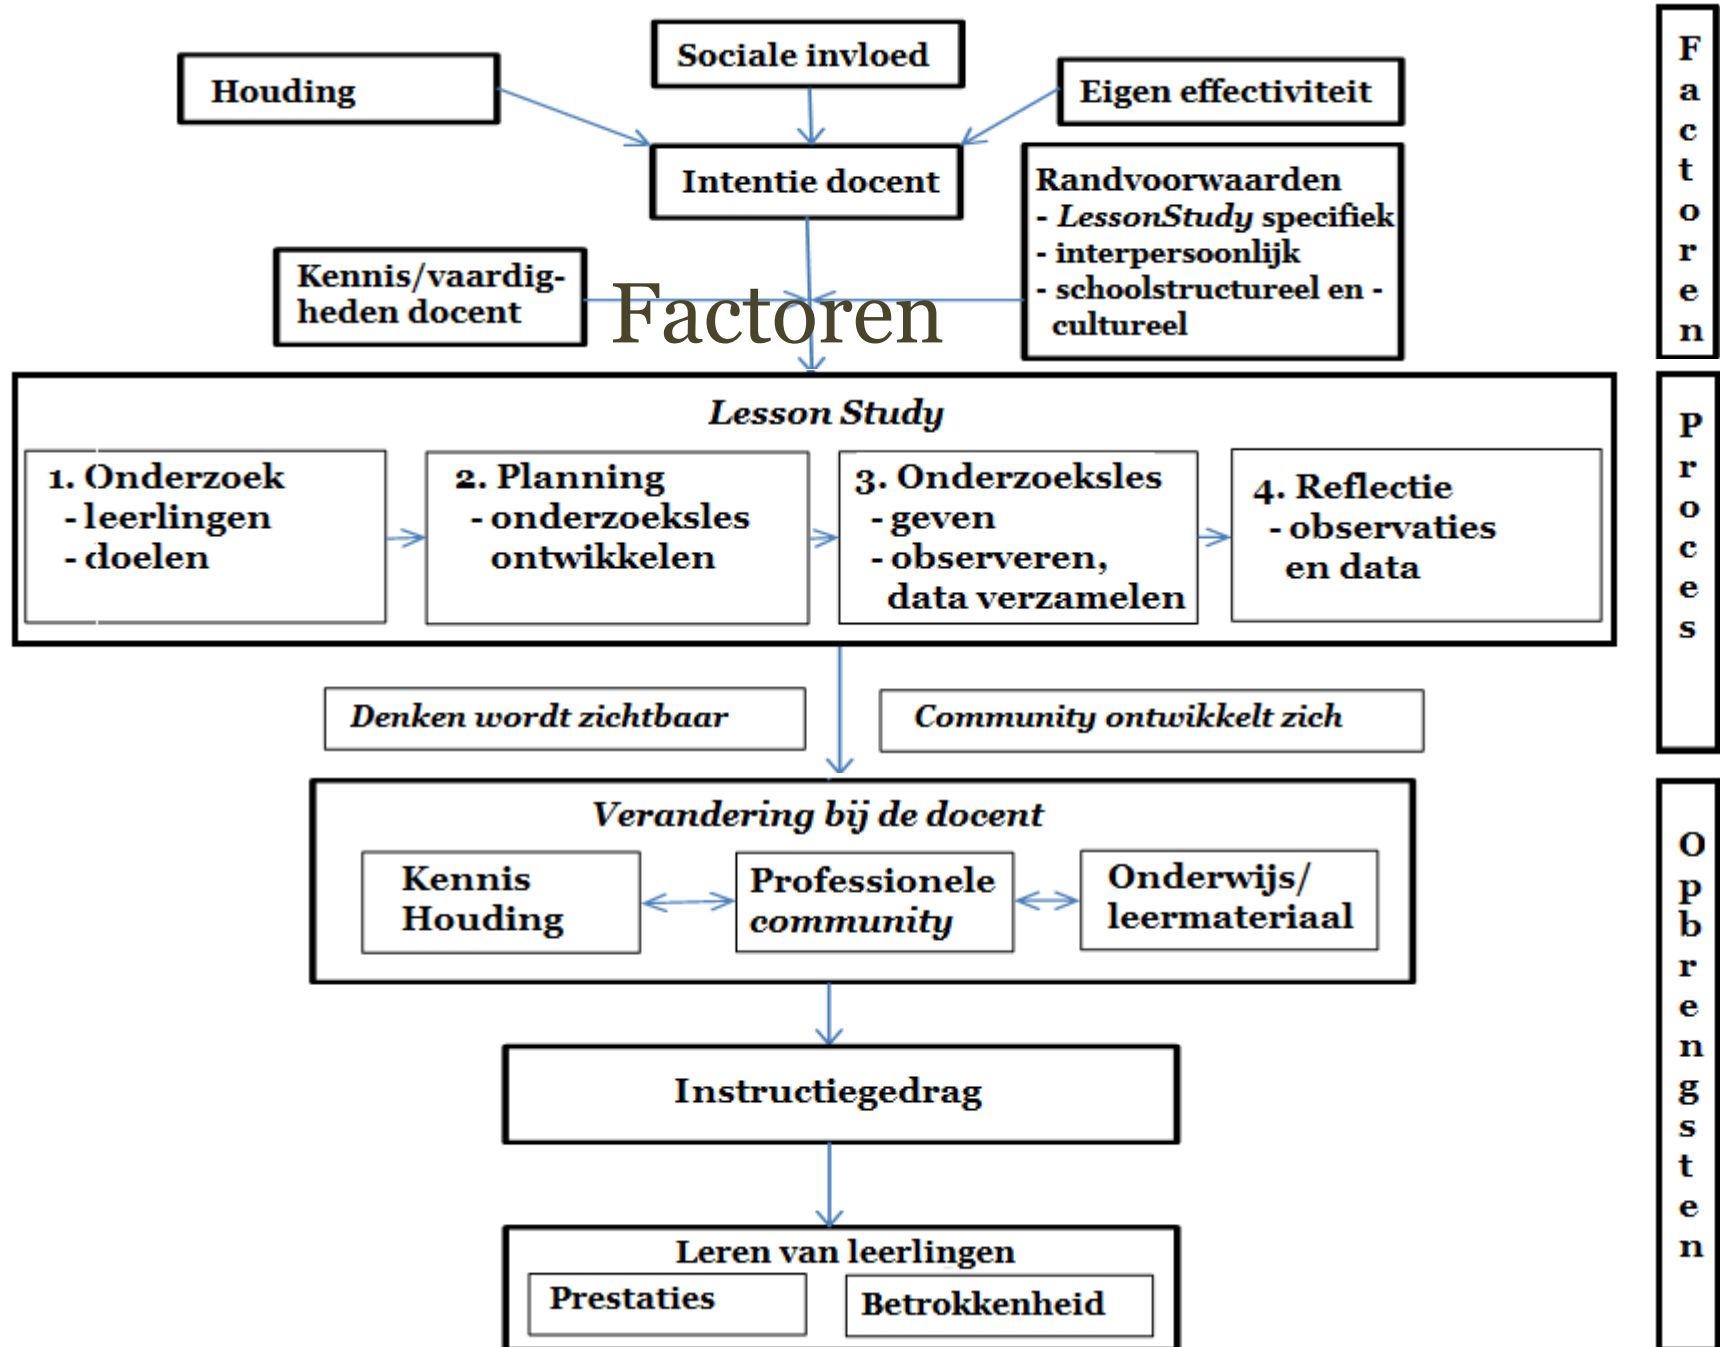 Sociale invloed
Houding
Eigen effectiviteit
Intentie docent
Randvoorwaarden
- LessonStudy specifiek
- interpersoonlijk
- schoolstructureel en -
cultureel
Kennis/vaardig-
heden docent
Factoren
Factoren
Lesson Study
1. Onderzoek
- leerlingen
- doelen
2. Planning
- onderzoeksles
ontwikkelen
3. Onderzoeksles
- geven
- observeren,
data verzamelen
4. Reflectie
- observaties
en data
Proces
Denken wordt zichtbaar
Community ontwikkelt zich
Verandering bij de docent
Kennis
Houding
Professionele
community
Onderwijs/
leermateriaal
Opbrengsten
Instructiegedrag
Leren van leerlingen
Prestaties
Betrokkenheid